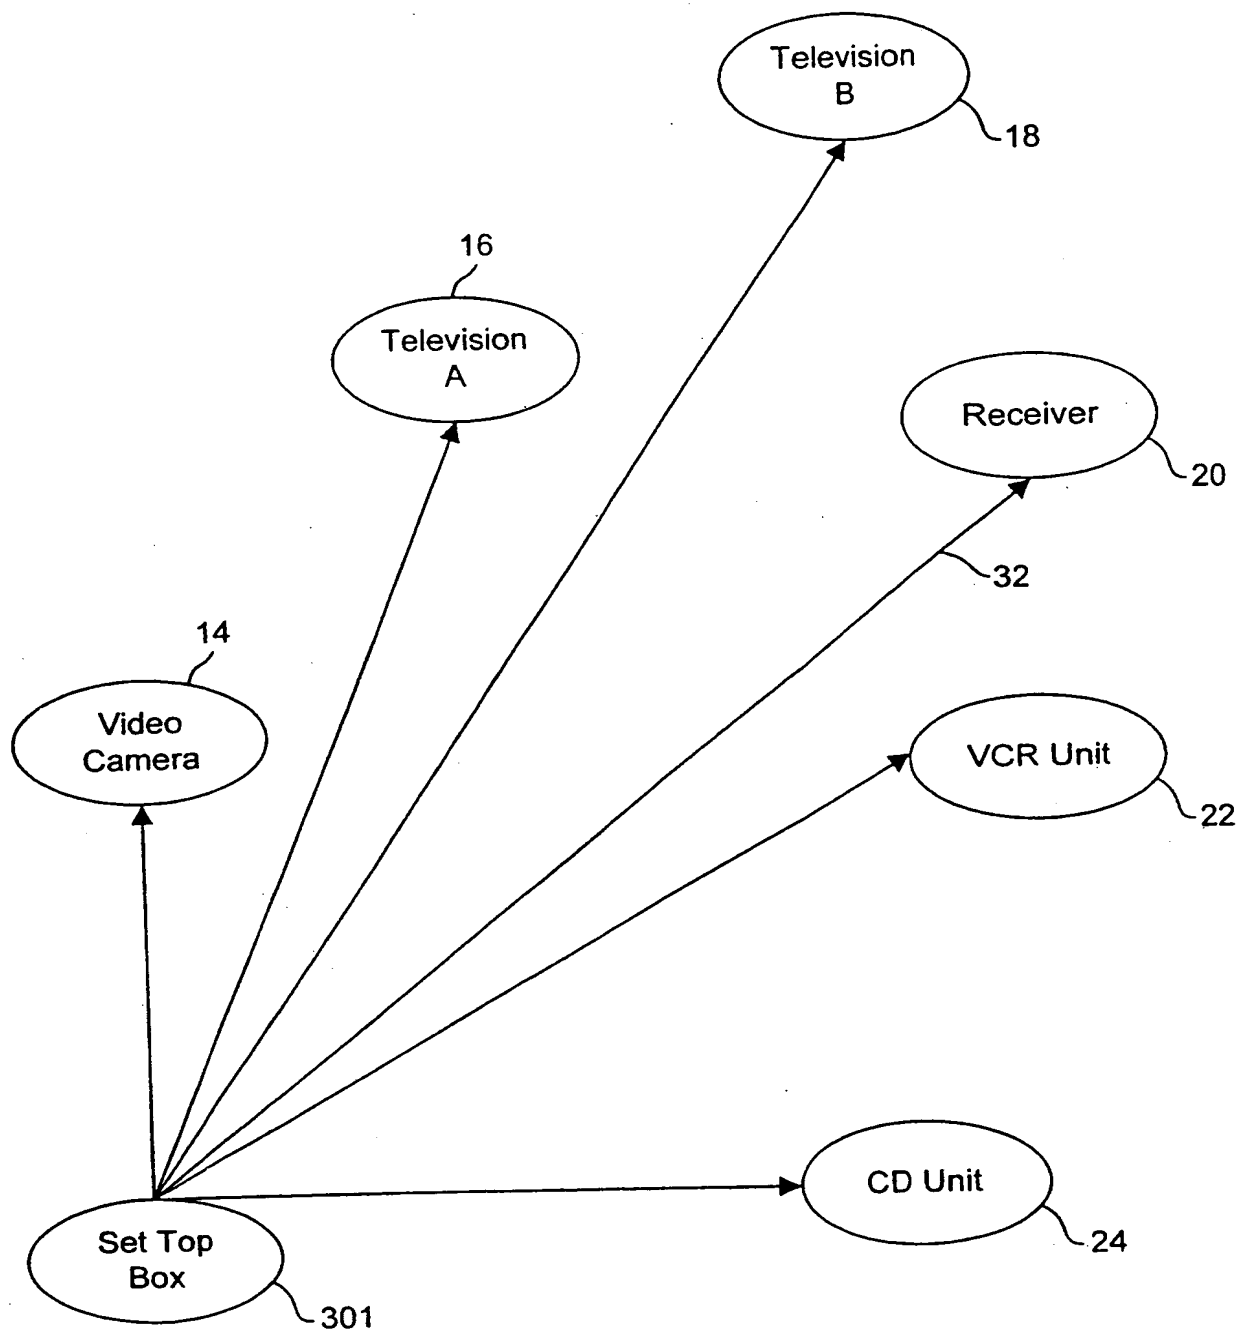 Television
B
18
16
Television
A
Receiver
20
32
14
Video
Camera
VCR Unit
22
CD Unit
24
Set Top
Box
301